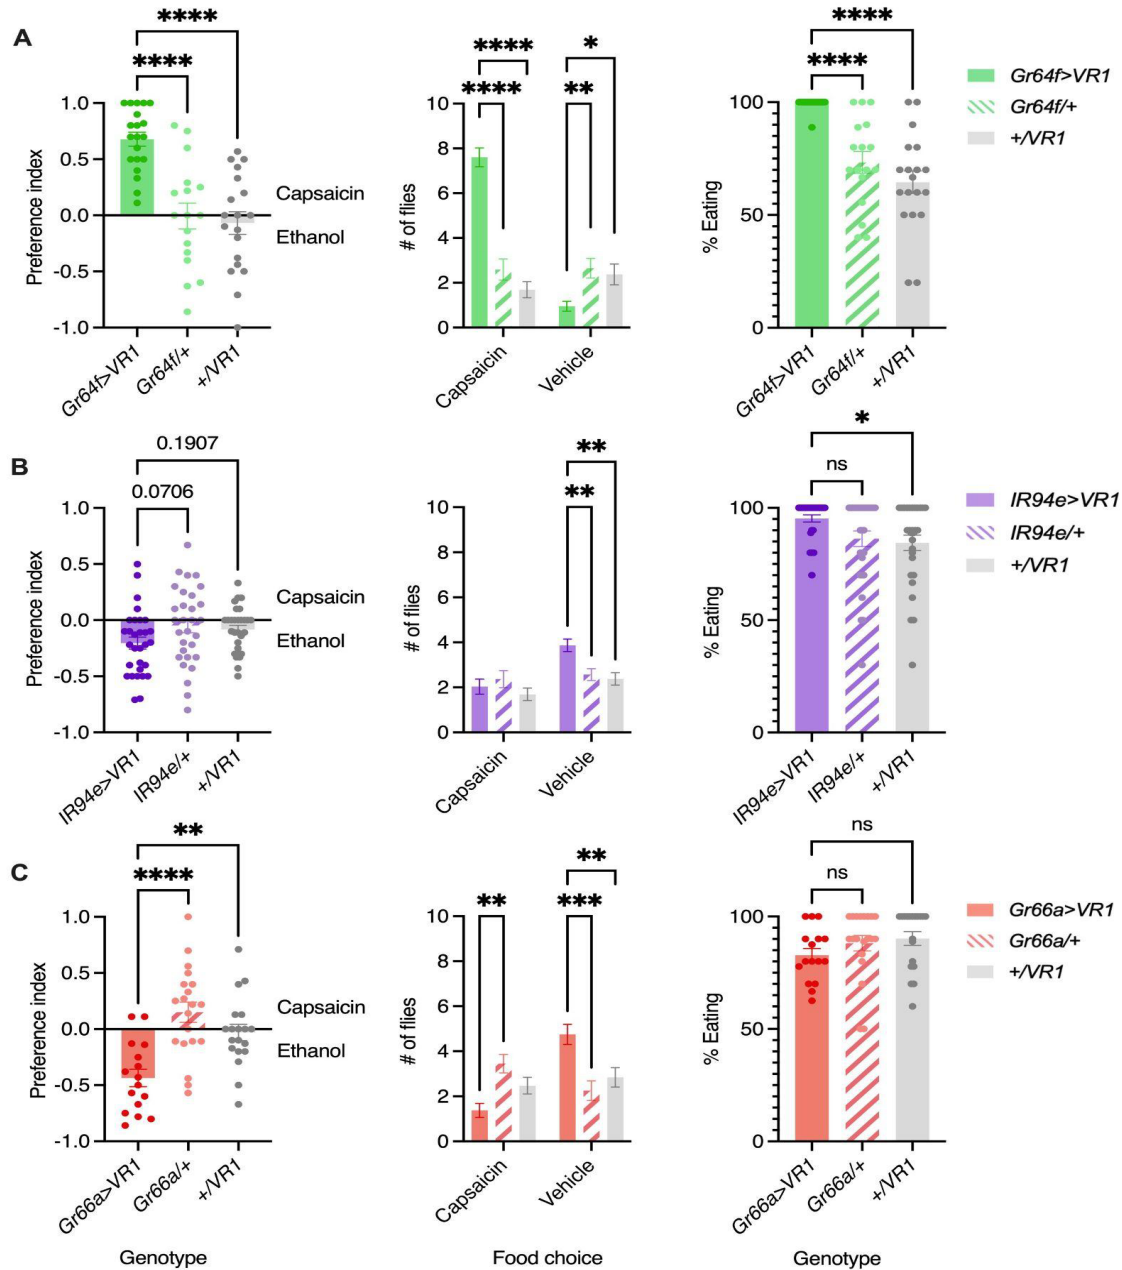 A
****
****
1.0
0.5
0.0
-0.5
-1.0
Preference index
Capsaicin
Ethanol
Gr64f>VR1
Gr64f/+
+/VR1
****
****
*
**
10
8
6
4
2
0
# of flies
Capsaicin
Vehicle
****
****
100
50
0
% Eating
Gr64f>VR1
Gr64f/+
+/VR1
Gr64f>VR1
Gr64f/+
+/VR1
B
0.1907
0.0706
1.0
0.5
0.0
-0.5
-1.0
Preference index
Capsaicin
Ethanol
IR94e>VR1
IR94e/+
+/VR1
**
**
10
8
6
4
2
0
# of flies
Capsaicin
Vehicle
*
ns
100
50
0
% Eating
IR94e>VR1
IR94e/+
+/VR1
IR94e>VR1
IR94e/+
+/VR1
C
**
****
1.0
0.5
0.0
-0.5
-1.0
Preference index
Capsaicin
Ethanol
Gr66a>VR1
Gr66a/+
+/VR1
Genotype
**
**
***
10
8
6
4
2
0
# of flies
Capsaicin
Vehicle
Food choice
ns
ns
100
50
0
% Eating
Gr66a>VR1
Gr66a/+
+/VR1
Genotype
Gr66a>VR1
Gr66a/+
+/VR1